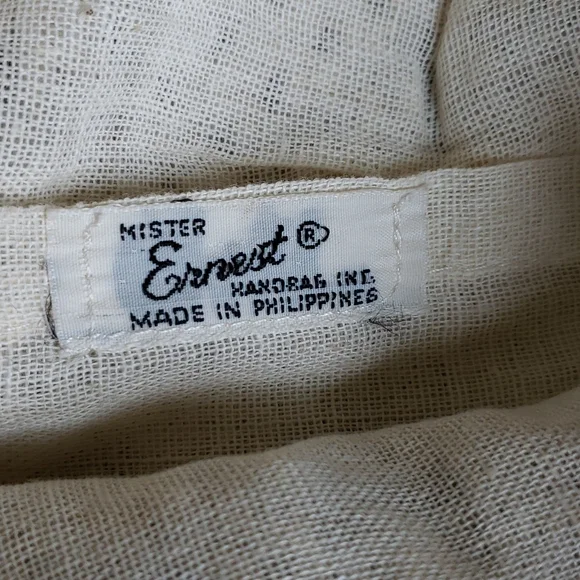 MISTER
Ernest®
HANDBAG INC.
MADE IN PHILIPPINES